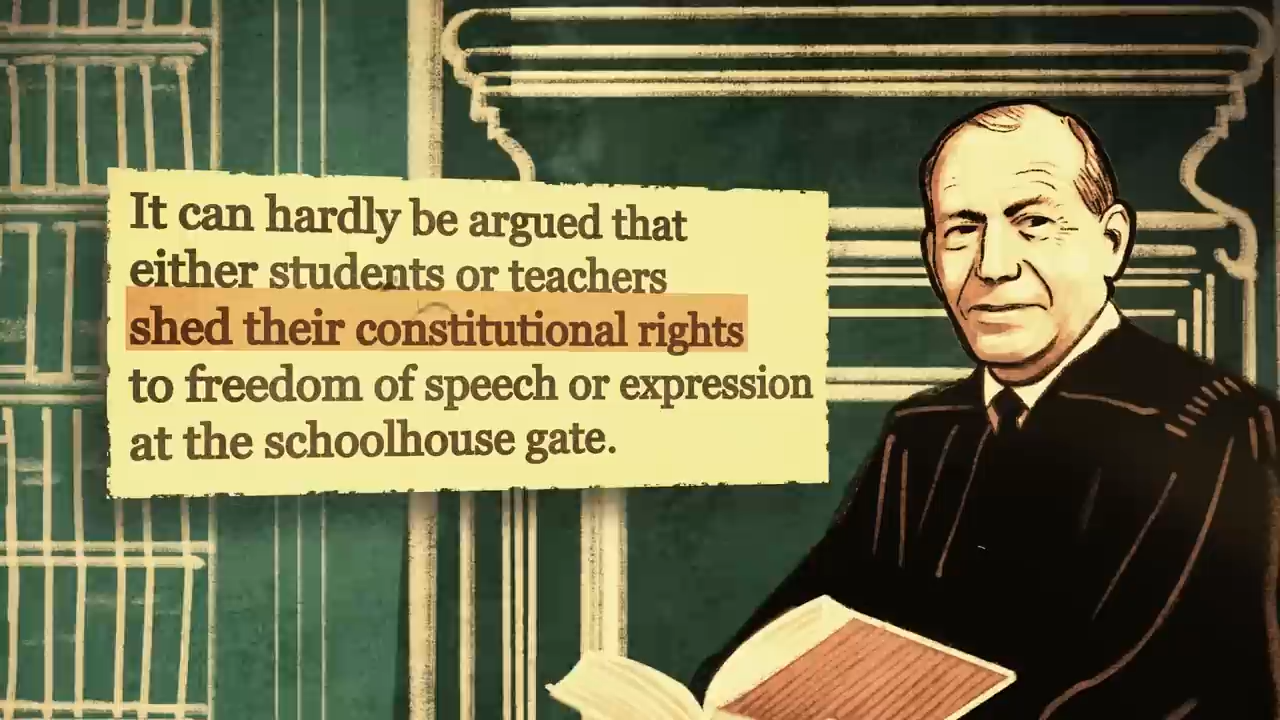 It can hardly be argued that
either students or teachers
shed their constitutional rights
to freedom of speech or expression
at the schoolhouse gate.